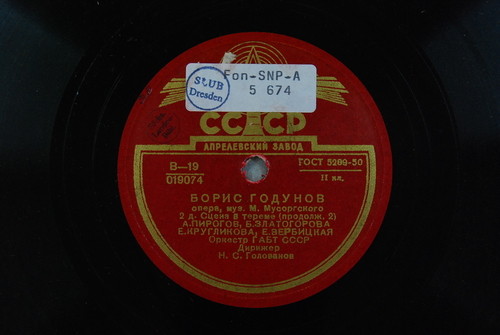 Fon-SNP-A
5 674
SLUB
Dresden
СССР
АПРЕЛЕВСКИЙ ЗАВОД
В—19
019074
ГОСТ 5289-50
II вл.
БОРИС ГОДУНОВ
опера, муз. М. Мусоргского
2 д. Сцена в тереме (продолж. 2)
А.ПИРОГОВ, Б.ЗЛАТОГОРОВА
Е.КРУГЛИКОВА, Е.ВЕРБИЦКАЯ
Оркестр ГАБТ СССР
Дирижер
Н. С. Голованов